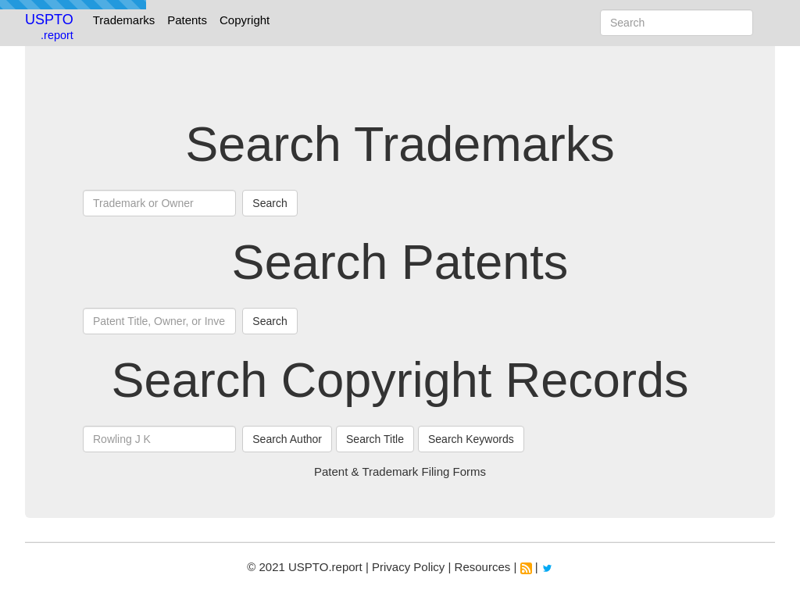 USPTO
.report
Trademarks Patents Copyright
Search
Search Trademarks
Trademark or Owner Search
Search Patents
Patent Title, Owner, or Inve Search
Search Copyright Records
Rowling J K Search Author Search Title Search Keywords
Patent & Trademark Filing Forms
© 2021 USPTO.report | Privacy Policy | Resources | |